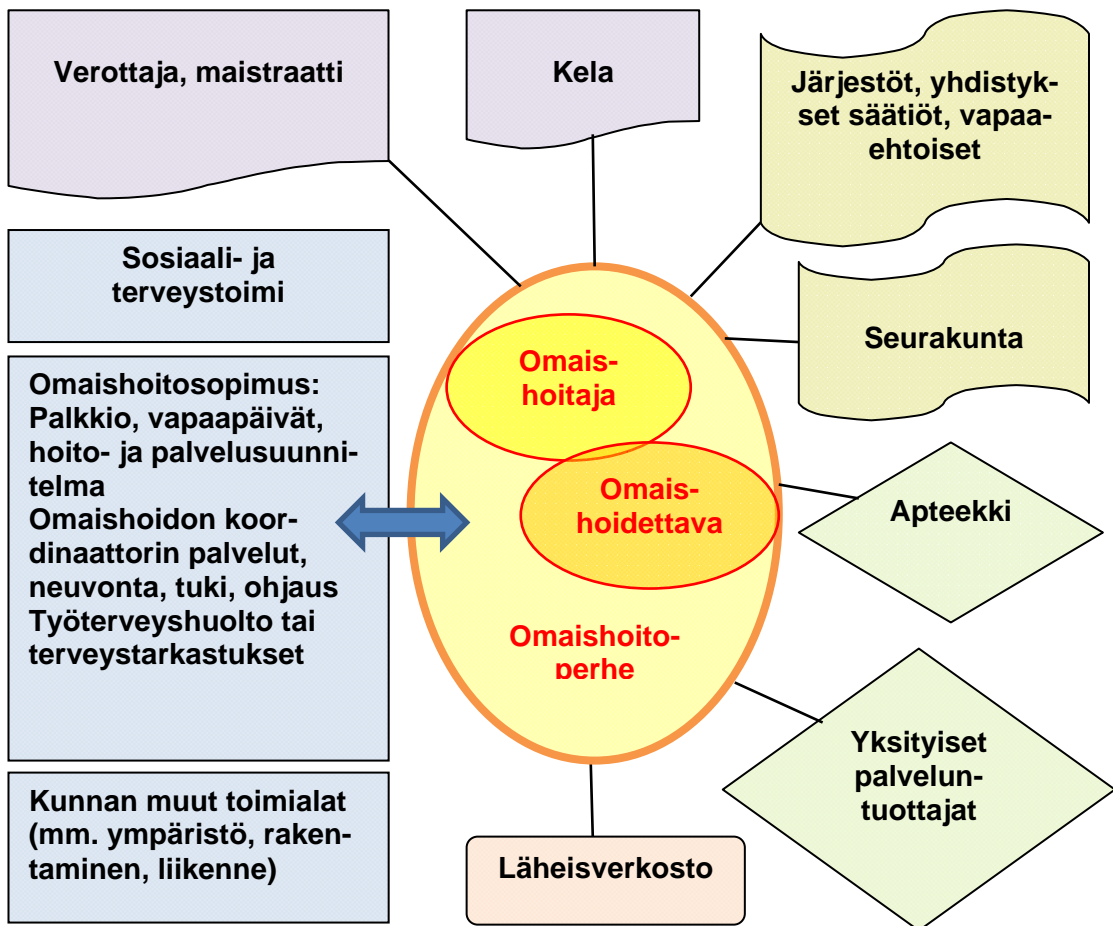 Verottaja, maistraatti
Kela
Järjestöt, yhdistyk-
set säätiöt, vapaa-
ehtoiset
Sosiaali- ja
terveystoimi
Seurakunta
Omais-
hoitaja
Omaishoitosopimus:
Palkkio, vapaapäivät,
hoito- ja palvelusuunni-
telma
Omaishoidon koor-
dinaattorin palvelut,
neuvonta, tuki, ohjaus
Työterveyshuolto tai
terveystarkastukset
Omais-
hoidettava
Apteekki
Omaishoito-
perhe
Yksityiset
palvelun-
tuottajat
Kunnan muut toimialat
(mm. ympäristö, raken-
taminen, liikenne)
Läheisverkosto